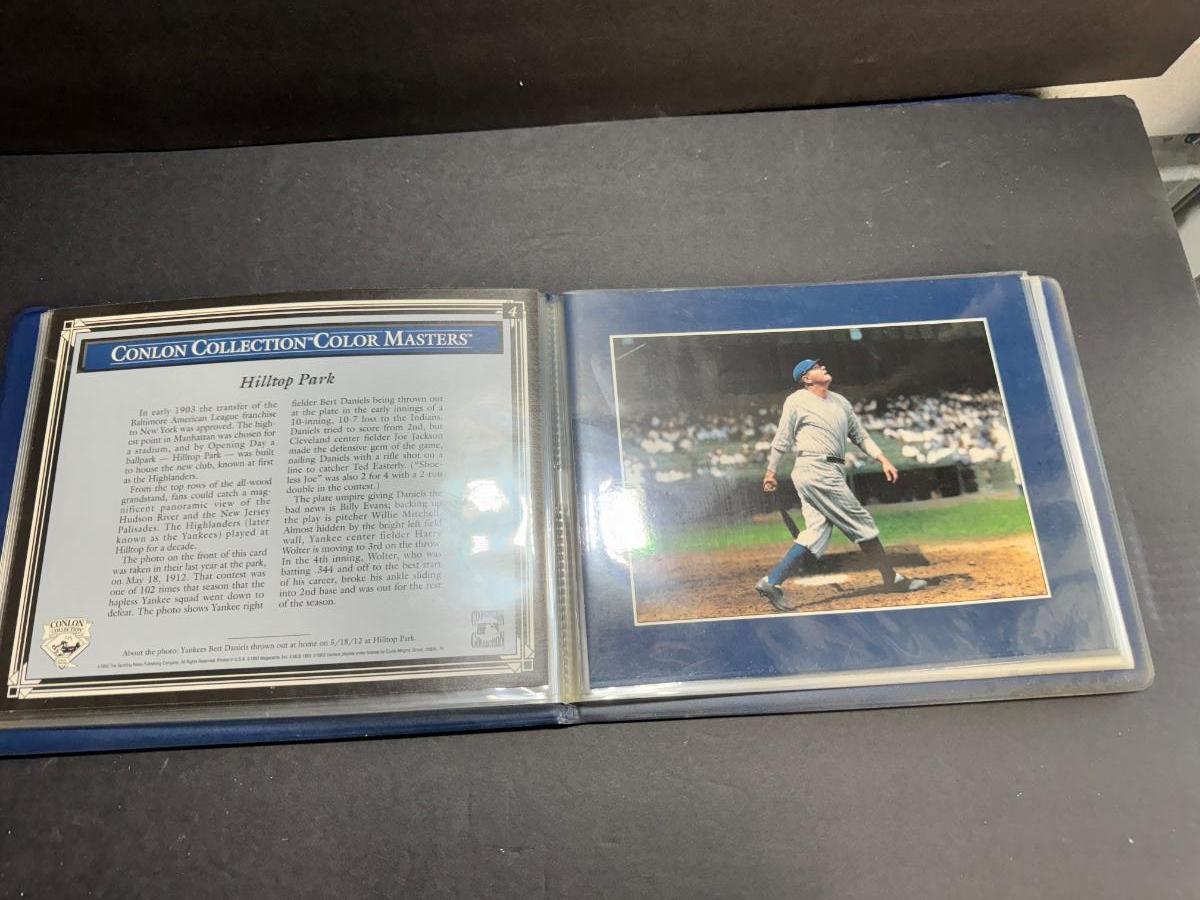 4
CONLON COLLECTION™ COLOR MASTERS™
Hilltop Park
In early 1903 the transfer of the
Baltimore American League franchise
to New York was approved. The high-
est point in Manhattan was chosen for
a stadium, and by Opening Day a
ballpark — Hilltop Park — was built
to house the new club, known at first
as the Highlanders.
From the top rows of the all-wood
grandstand, fans could catch a mag-
nificent panoramic view of the
Hudson River and the New Jersey
Palisades. The Highlanders (later
known as the Yankees) played at
Hilltop for a decade.
The photo on the front of this card
was taken in their last year at the park,
on May 18, 1912. That contest was
one of 102 times that season that the
hapless Yankee squad went down to
defeat. The photo shows Yankee right
fielder Bert Daniels being thrown out
at the plate in the early innings of a
10-inning, 10-7 loss to the Indians.
Daniels tried to score from 2nd, but
Cleveland center fielder Joe Jackson
made the defensive gem of the game,
nailing Daniels with a rifle shot on a
line to catcher Ted Easterly. ("Shoe-
less Joe" was also 2 for 4 with a 2-run
double in the contest.)
The plate umpire giving Daniels the
bad news is Billy Evans; backing up
the play is pitcher Willie Mitchell.
Almost hidden by the bright left field
wall, Yankee center fielder Harry
Wolter is moving to 3rd on the throw.
In the 4th inning, Wolter, who was
batting .344 and off to the best start
of his career, broke his ankle sliding
into 2nd base and was out for the rest
of the season.
About the photo: Yankees Bert Daniels thrown out at home on 5/18/12 at Hilltop Park.
CONLON
COLLECTION
COOPERSTOWN
COLLECTION